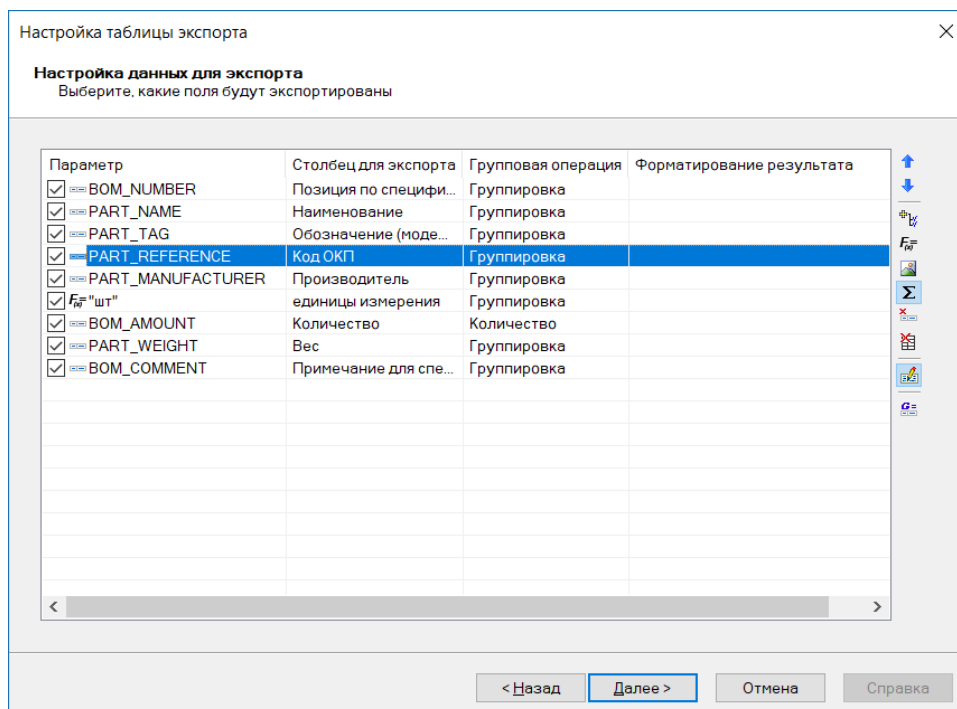 Настройка таблицы экспорта
Настройка данных для экспорта
Выберите, какие поля будут экспортированы
Параметр Столбец для экспорта Групповая операция Форматирование результата
BOM_NUMBER Позиция по специфи... Группировка
PART_NAME Наименование Группировка
PART_TAG Обозначение (моде... Группировка
PART_REFERENCE Код ОКП Группировка
PART_MANUFACTURER Производитель Группировка
F(x)= "шт" единицы измерения
BOM_AMOUNT Количество Количество
PART_WEIGHT Вес Группировка
BOM_COMMENT Примечание для спе... Группировка
F(x)=
Σ
G=
< Назад Далее > Отмена Справка